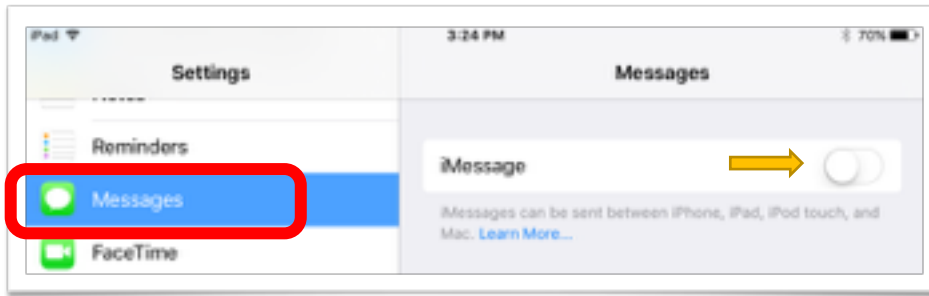 iPad 3:24 PM 70%
Settings Messages
Reminders
iMessage
Messages
iMessages can be sent between iPhone, iPad, iPod touch, and
Mac. Learn More...
FaceTime